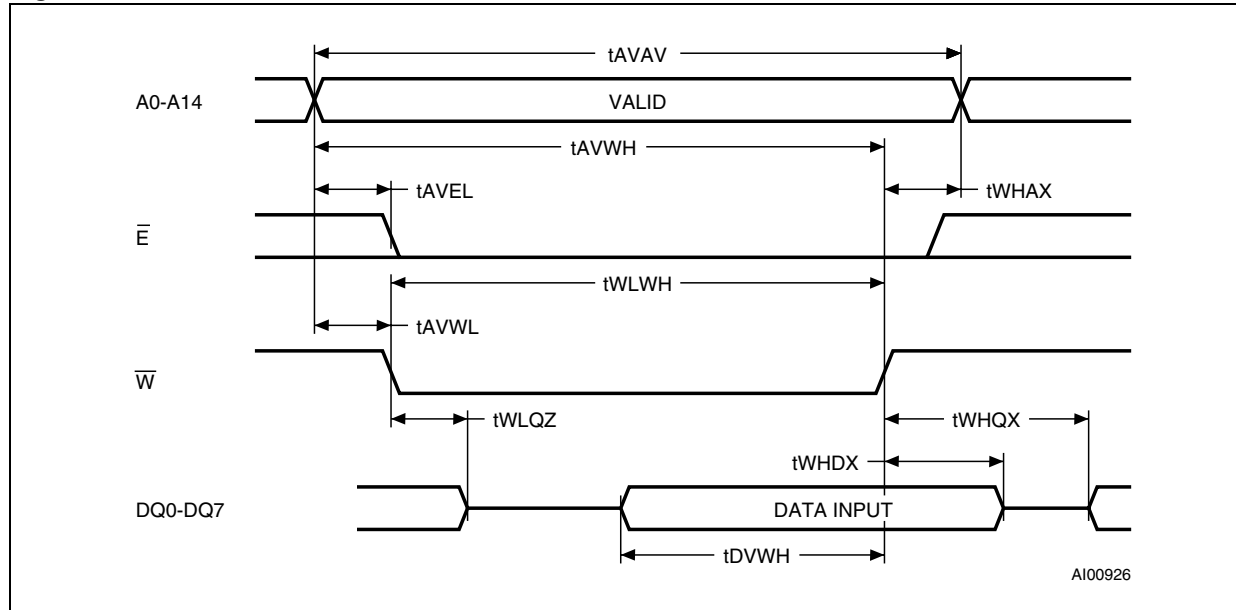 tAVAV
A0-A14
VALID
tAVWH
tAVEL
tWHAX
E̅
tWLWH
tAVWL
W̅
tWLQZ
tWHQX
tWHDX
DQ0-DQ7
DATA INPUT
tDVWH
AI00926